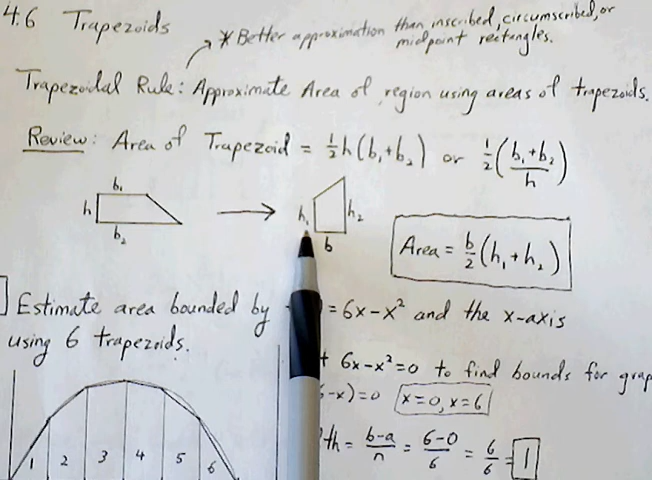 4.6 Trapezoids
* Better approximation than inscribed, circumscribed, or
midpoint rectangles.
Trapezoidal Rule: Approximate Area of region using areas of trapezoids.
Review: Area of Trapezoid = ½h(b₁+b₂) or ½((b₁+b₂)/h)
b₁
h
b₂
h₁
h₂
b
Area = b/2(h₁+h₂)
Estimate area bounded by = 6x-x² and the x-axis
using 6 trapezoids.
6x-x²=0 to find bounds for grap
-x)=0 x=0, x=6
th = (b-a)/n = (6-0)/6 = 6/6 = 1
1 2 3 4 5 6